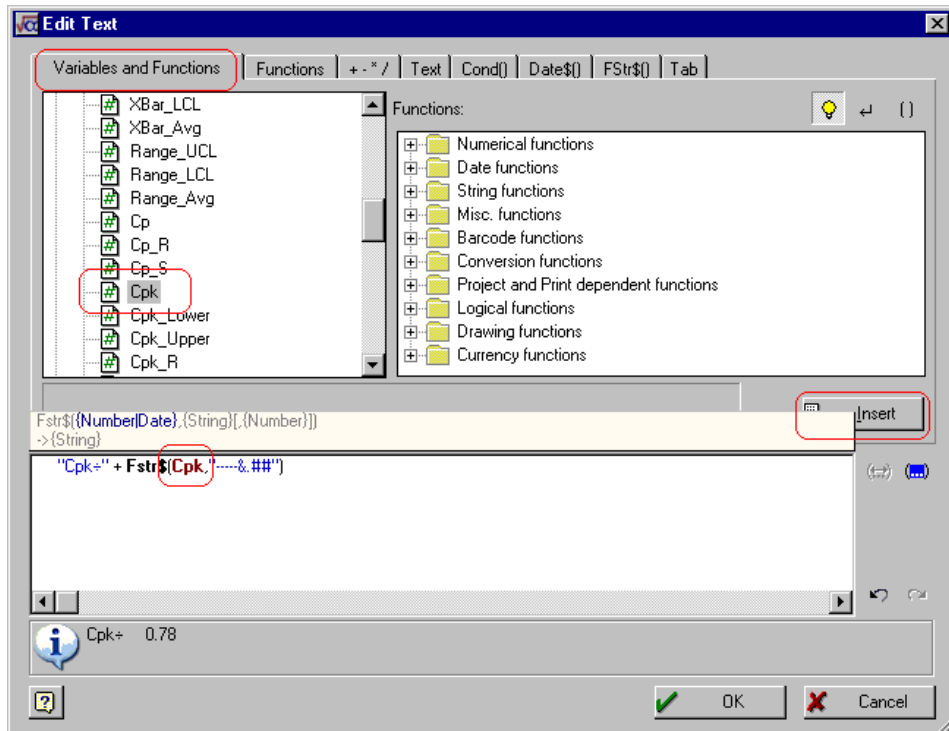 Edit Text
Variables and Functions
Functions
+ - * /
Text
Cond()
Date$()
FStr$()
Tab
XBar_LCL
XBar_Avg
Range_UCL
Range_LCL
Range_Avg
Cp
Cp_R
Cp_S
Cpk
Cpk_Lower
Cpk_Upper
Cpk_R
Functions:
Numerical functions
Date functions
String functions
Misc. functions
Barcode functions
Conversion functions
Project and Print dependent functions
Logical functions
Drawing functions
Currency functions
Insert
Fstr$({Number|Date},{String}[,{Number}])
->{String}
"Cpk÷" + Fstr$(Cpk,"-----&.##")
Cpk÷ 0.78
OK
Cancel